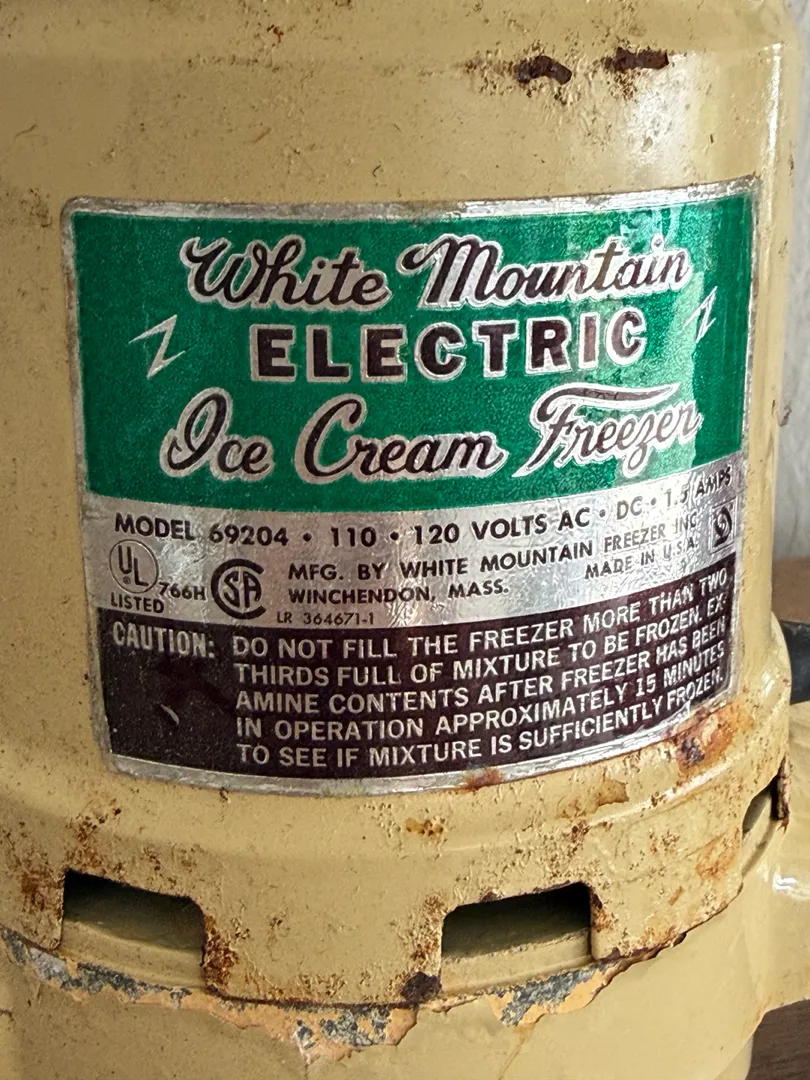 White Mountain
ELECTRIC
Ice Cream Freezer
MODEL 69204 • 110 • 120 VOLTS AC • DC • 1.5 AMPS
UL
LISTED
766H
SA
MFG. BY WHITE MOUNTAIN FREEZER INC
WINCHENDON, MASS.
MADE IN U.S.A.
LR 364671-1
CAUTION: DO NOT FILL THE FREEZER MORE THAN TWO
THIRDS FULL OF MIXTURE TO BE FROZEN. EX-
AMINE CONTENTS AFTER FREEZER HAS BEEN
IN OPERATION APPROXIMATELY 15 MINUTES
TO SEE IF MIXTURE IS SUFFICIENTLY FROZEN.